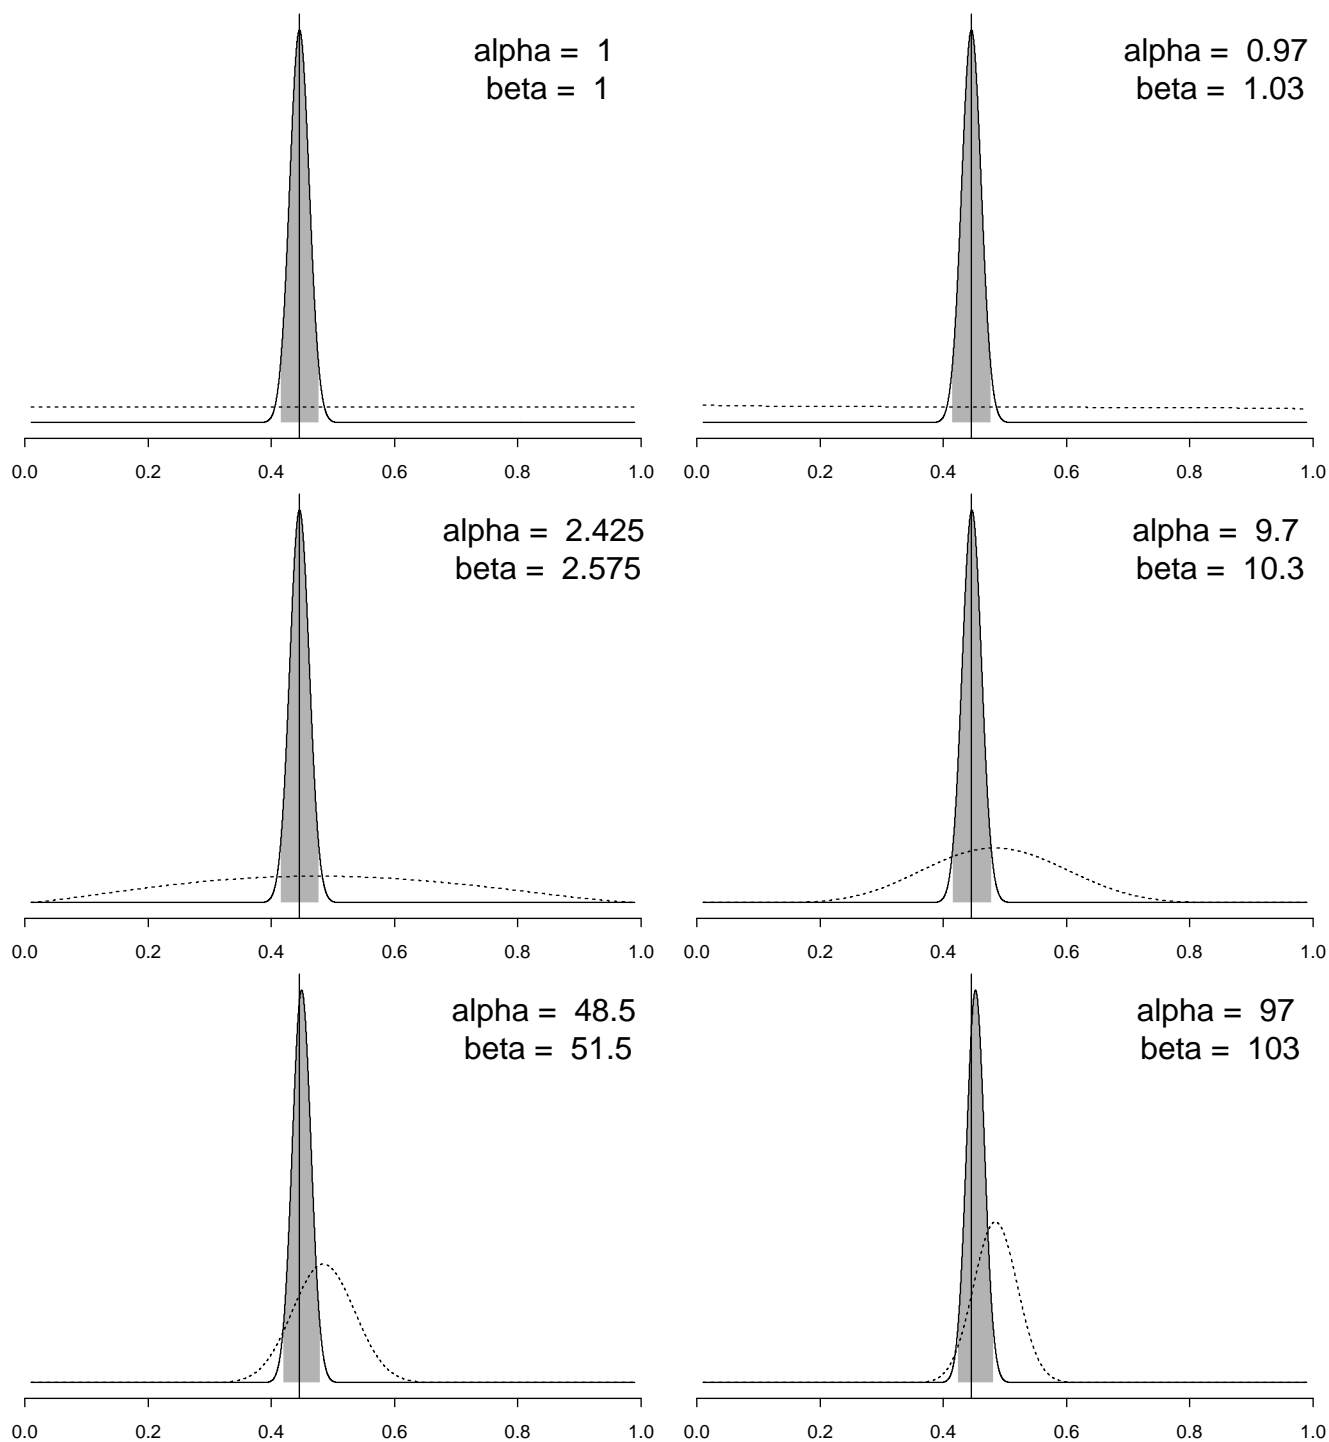 alpha = 1
beta = 1
0.0 0.2 0.4 0.6 0.8 1.0
alpha = 0.97
beta = 1.03
0.0 0.2 0.4 0.6 0.8 1.0
alpha = 2.425
beta = 2.575
0.0 0.2 0.4 0.6 0.8 1.0
alpha = 9.7
beta = 10.3
0.0 0.2 0.4 0.6 0.8 1.0
alpha = 48.5
beta = 51.5
0.0 0.2 0.4 0.6 0.8 1.0
alpha = 97
beta = 103
0.0 0.2 0.4 0.6 0.8 1.0